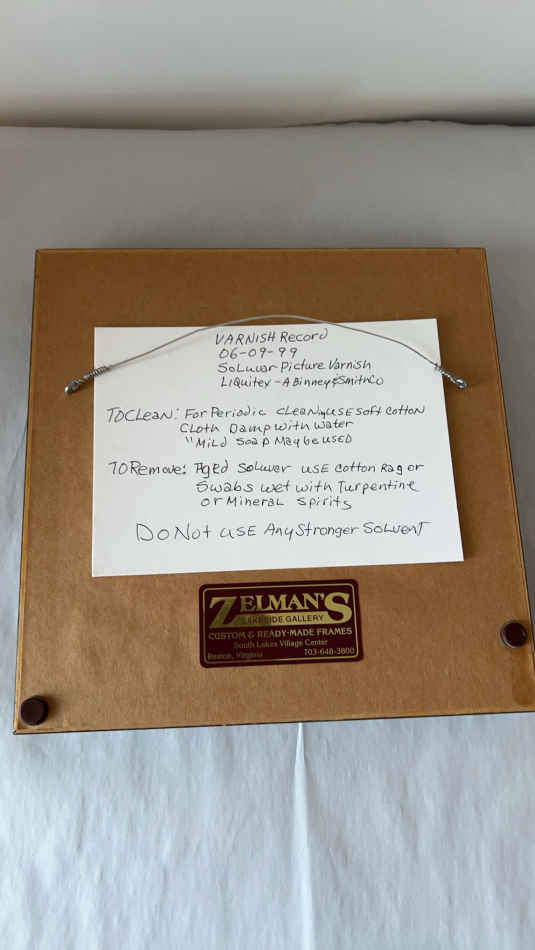 VARNISH Record
06-09-99
Soluvar Picture Varnish
LIQuitex - A Binney & Smith Co
TO CLEAN: For Periodic cleaning use soft cotton
Cloth Damp with water
"Mild soap May be used
TO Remove: Aged Soluver use cotton Rag or
Swabs wet with Turpentine
or Mineral Spirits
DO Not use Any Stronger Solvent
ZELMAN'S
LAKESIDE GALLERY
CUSTOM & READY-MADE FRAMES
South Lakes Village Center
Reston, Virginia 703-648-3800